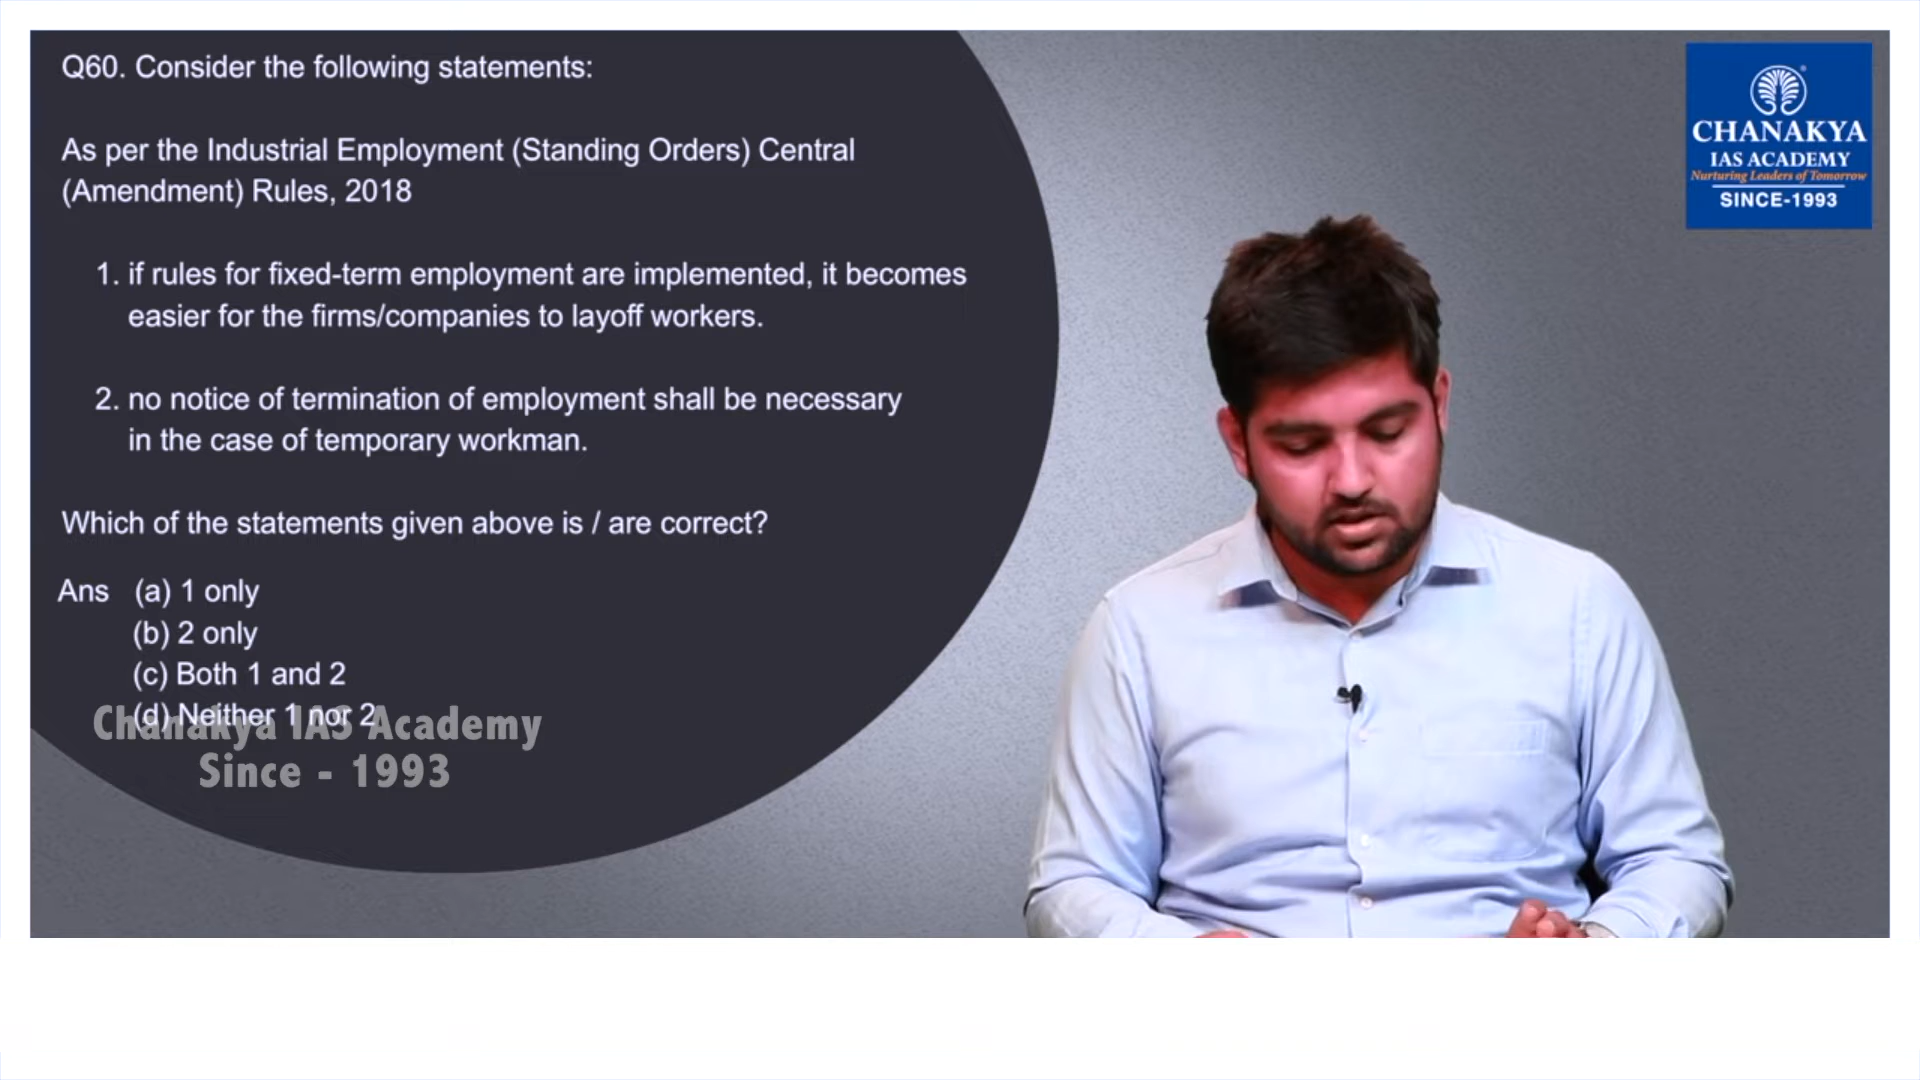 Q60. Consider the following statements:
As per the Industrial Employment (Standing Orders) Central
(Amendment) Rules, 2018
1. if rules for fixed-term employment are implemented, it becomes
easier for the firms/companies to layoff workers.
2. no notice of termination of employment shall be necessary
in the case of temporary workman.
Which of the statements given above is / are correct?
Ans (a) 1 only
(b) 2 only
(c) Both 1 and 2
(d) Neither 1 nor 2
Chanakya IAS Academy
Since - 1993
CHANAKYA
IAS ACADEMY
Nurturing Leaders of Tomorrow
SINCE-1993